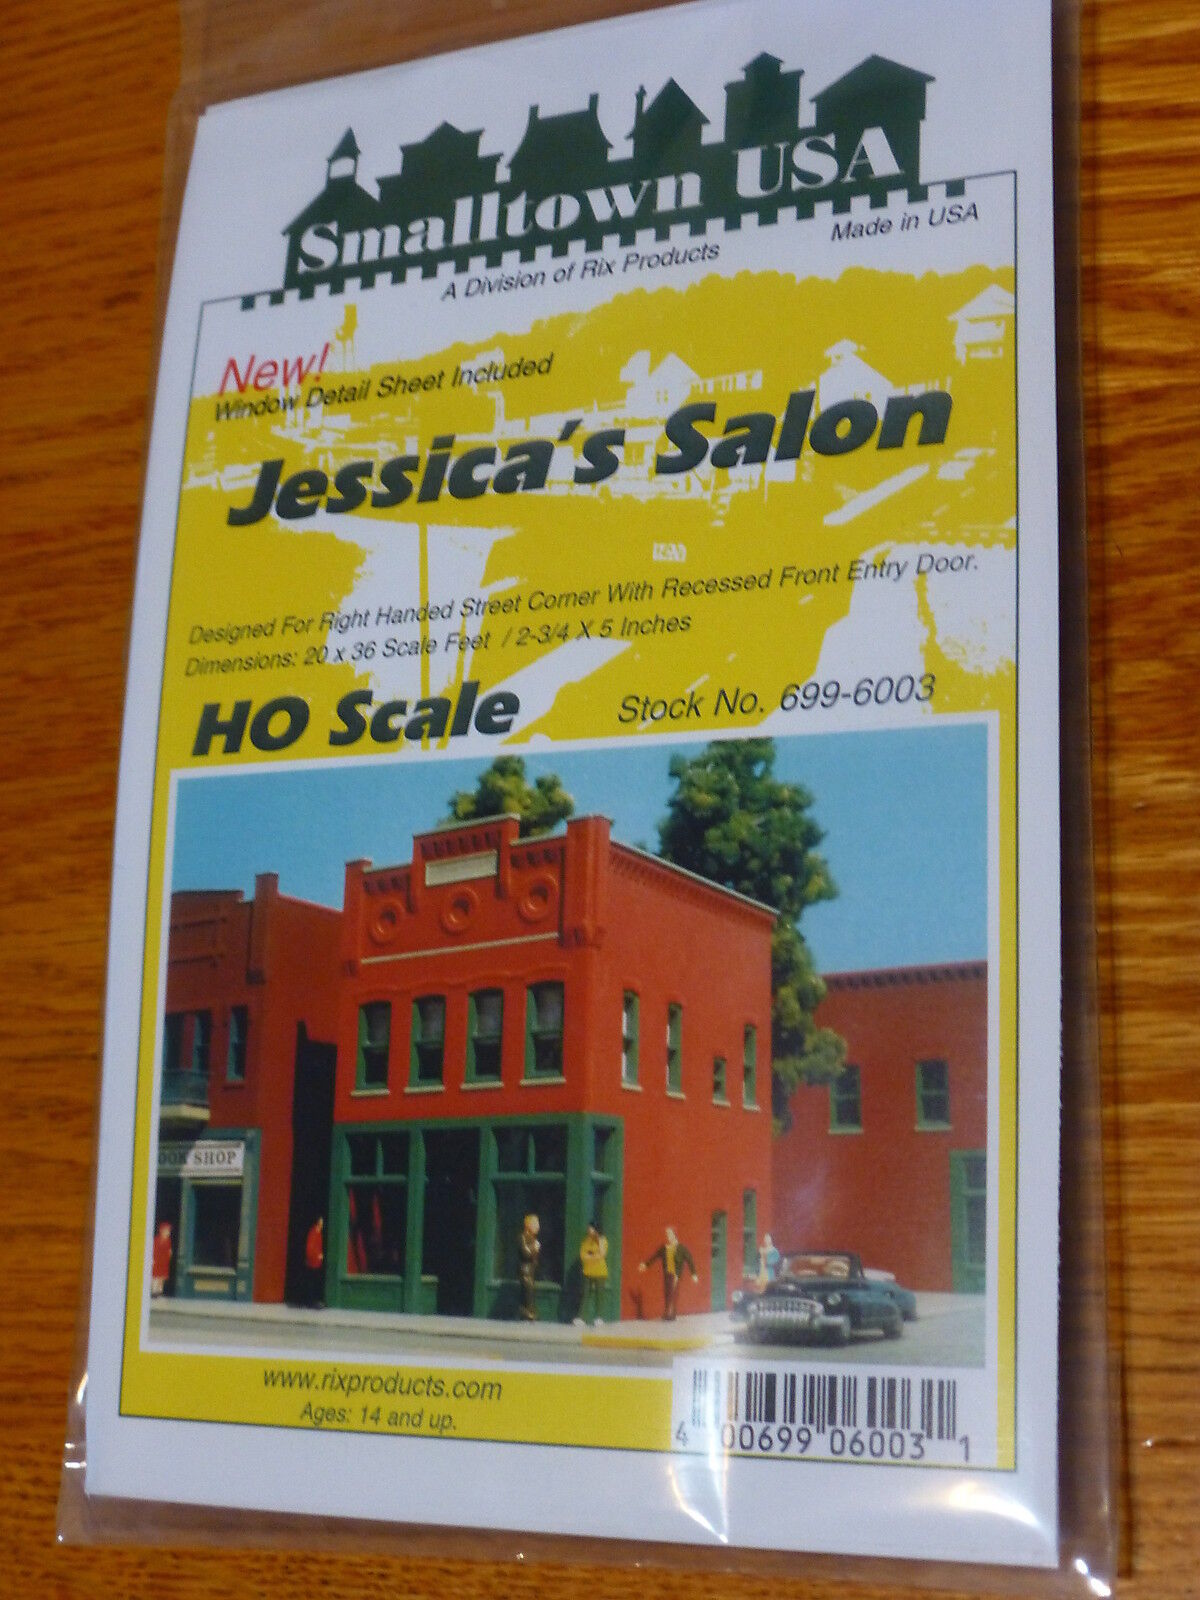 Smalltown USA
A Division of Rix Products
Made in USA
New!
Window Detail Sheet Included
Jessica's Salon
Designed For Right Handed Street Corner With Recessed Front Entry Door.
Dimensions: 20 x 36 Scale Feet / 2-3/4 X 5 Inches
HO Scale
Stock No. 699-6003
OOK SHOP
www.rixproducts.com
Ages: 14 and up.
4 00699 06003 1